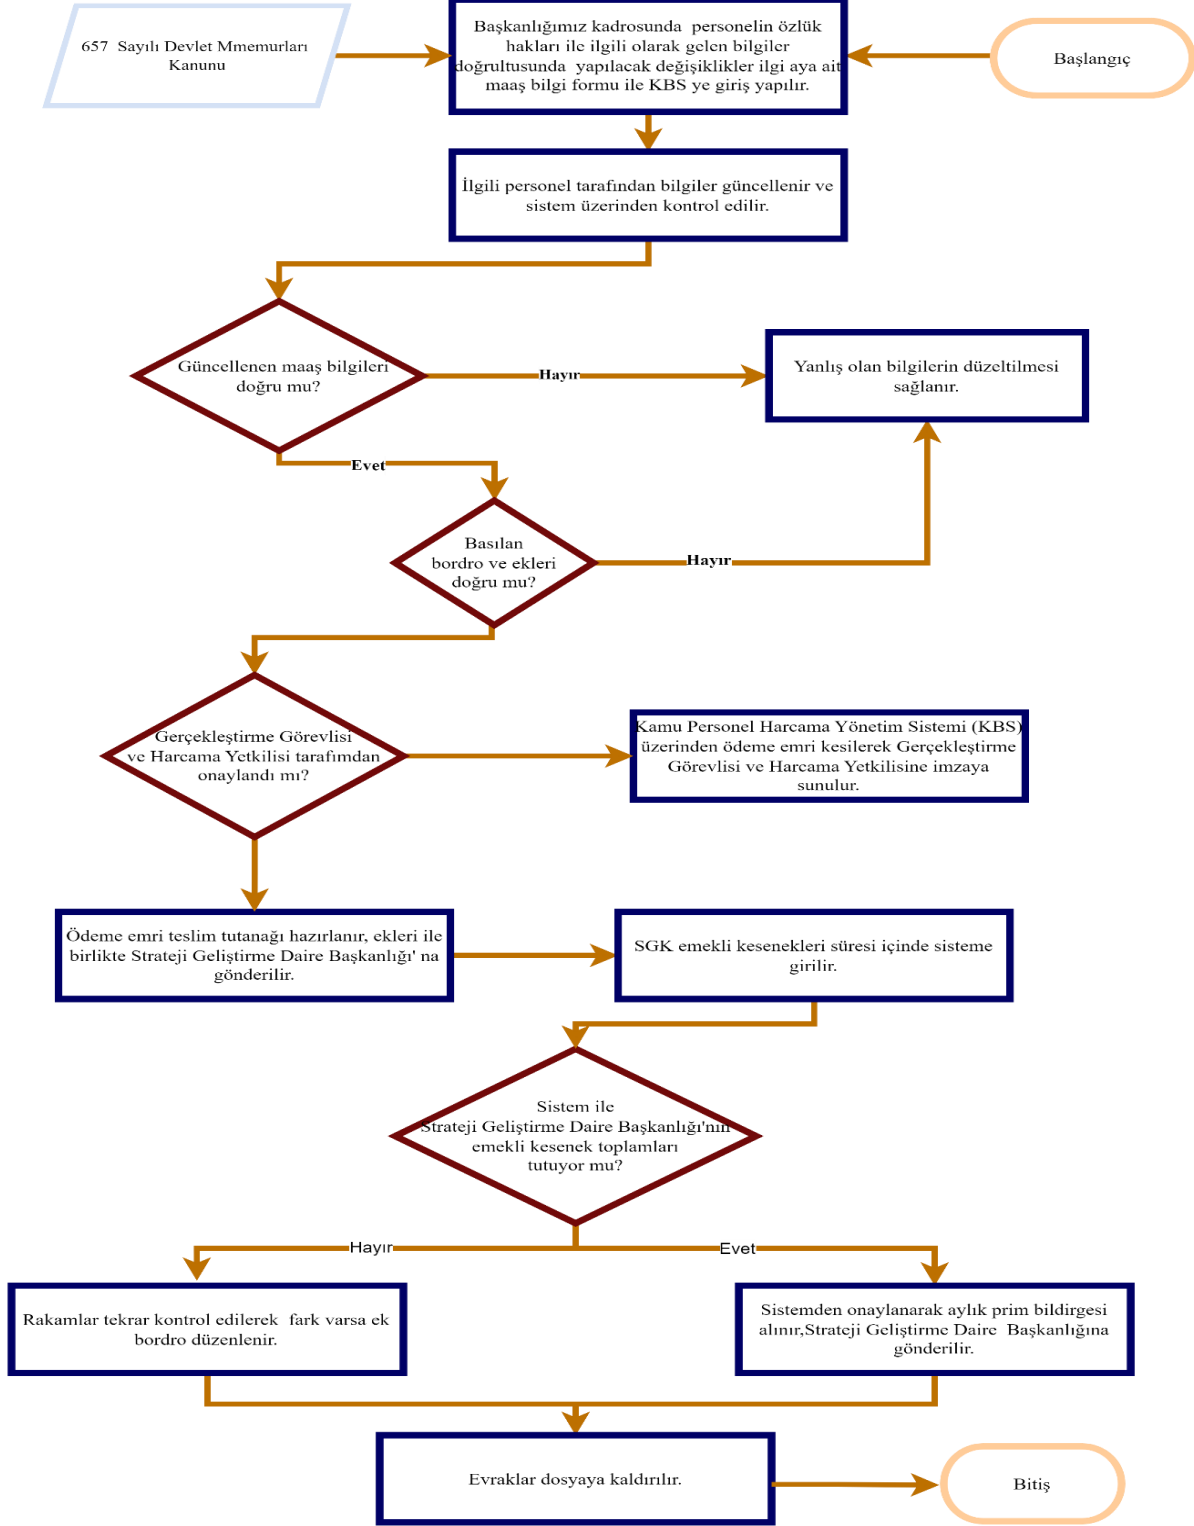 657  Sayılı Devlet Mmemurları
Kanunu
Başkanlığımız kadrosunda  personelin özlük
hakları ile ilgili olarak gelen bilgiler
doğrultusunda  yapılacak değişiklikler ilgi aya ait
maaş bilgi formu ile KBS ye giriş yapılır.
Başlangıç
İlgili personel tarafından bilgiler güncellenir ve
sistem üzerinden kontrol edilir.
Güncellenen maaş bilgileri
doğru mu?
Hayır
Yanlış olan bilgilerin düzeltilmesi
sağlanır.
Evet
Basılan
bordro ve ekleri
doğru mu?
Hayır
Gerçekleştirme Görevlisi
ve Harcama Yetkilisi tarafımdan
onaylandı mı?
Kamu Personel Harcama Yönetim Sistemi (KBS)
üzerinden ödeme emri kesilerek Gerçekleştirme
Görevlisi ve Harcama Yetkilisine imzaya
sunulur.
Ödeme emri teslim tutanağı hazırlanır, ekleri ile
birlikte Strateji Geliştirme Daire Başkanlığı' na
gönderilir.
SGK emekli kesenekleri süresi içinde sisteme
girilir.
Sistem ile
Strateji Geliştirme Daire Başkanlığı'nın
emekli kesenek toplamları
tutuyor mu?
Hayır
Evet
Rakamlar tekrar kontrol edilerek  fark varsa ek
bordro düzenlenir.
Sistemden onaylanarak aylık prim bildirgesi
alınır,Strateji Geliştirme Daire  Başkanlığına
gönderilir.
Evraklar dosyaya kaldırılır.
Bitiş